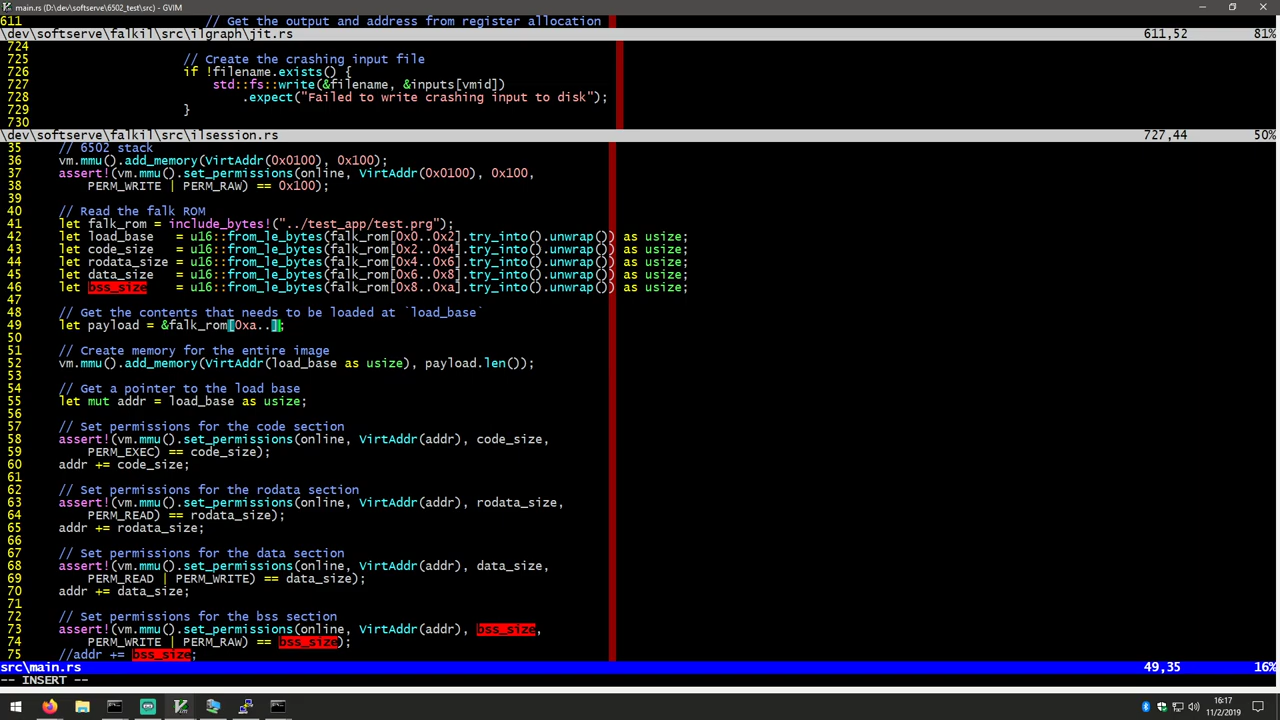 main.rs (D:\dev\softserve\6502_test\src) - GVIM
611 // Get the output and address from register allocation
\dev\softserve\falkil\src\ilgraph\jit.rs 611,52 81%
724
725 // Create the crashing input file
726 if !filename.exists() {
727 std::fs::write(&filename, &inputs[vmid])
728 .expect("Failed to write crashing input to disk");
729 }
730
\dev\softserve\falkil\src\ilsession.rs 727,44 50%
35 // 6502 stack
36 vm.mmu().add_memory(VirtAddr(0x0100), 0x100);
37 assert!(vm.mmu().set_permissions(online, VirtAddr(0x0100), 0x100,
38 PERM_WRITE | PERM_RAW) == 0x100);
39
40 // Read the falk ROM
41 let falk_rom = include_bytes!("../test_app/test.prg");
42 let load_base = u16::from_le_bytes(falk_rom[0x0..0x2].try_into().unwrap()) as usize;
43 let code_size = u16::from_le_bytes(falk_rom[0x2..0x4].try_into().unwrap()) as usize;
44 let rodata_size = u16::from_le_bytes(falk_rom[0x4..0x6].try_into().unwrap()) as usize;
45 let data_size = u16::from_le_bytes(falk_rom[0x6..0x8].try_into().unwrap()) as usize;
46 let bss_size = u16::from_le_bytes(falk_rom[0x8..0xa].try_into().unwrap()) as usize;
47
48 // Get the contents that needs to be loaded at `load_base`
49 let payload = &falk_rom[0xa..];
50
51 // Create memory for the entire image
52 vm.mmu().add_memory(VirtAddr(load_base as usize), payload.len());
53
54 // Get a pointer to the load base
55 let mut addr = load_base as usize;
56
57 // Set permissions for the code section
58 assert!(vm.mmu().set_permissions(online, VirtAddr(addr), code_size,
59 PERM_EXEC) == code_size);
60 addr += code_size;
61
62 // Set permissions for the rodata section
63 assert!(vm.mmu().set_permissions(online, VirtAddr(addr), rodata_size,
64 PERM_READ) == rodata_size);
65 addr += rodata_size;
66
67 // Set permissions for the data section
68 assert!(vm.mmu().set_permissions(online, VirtAddr(addr), data_size,
69 PERM_READ | PERM_WRITE) == data_size);
70 addr += data_size;
71
72 // Set permissions for the bss section
73 assert!(vm.mmu().set_permissions(online, VirtAddr(addr), bss_size,
74 PERM_WRITE | PERM_RAW) == bss_size);
75 //addr += bss_size;
src\main.rs 49,35 16%
-- INSERT --
16:17
11/2/2019